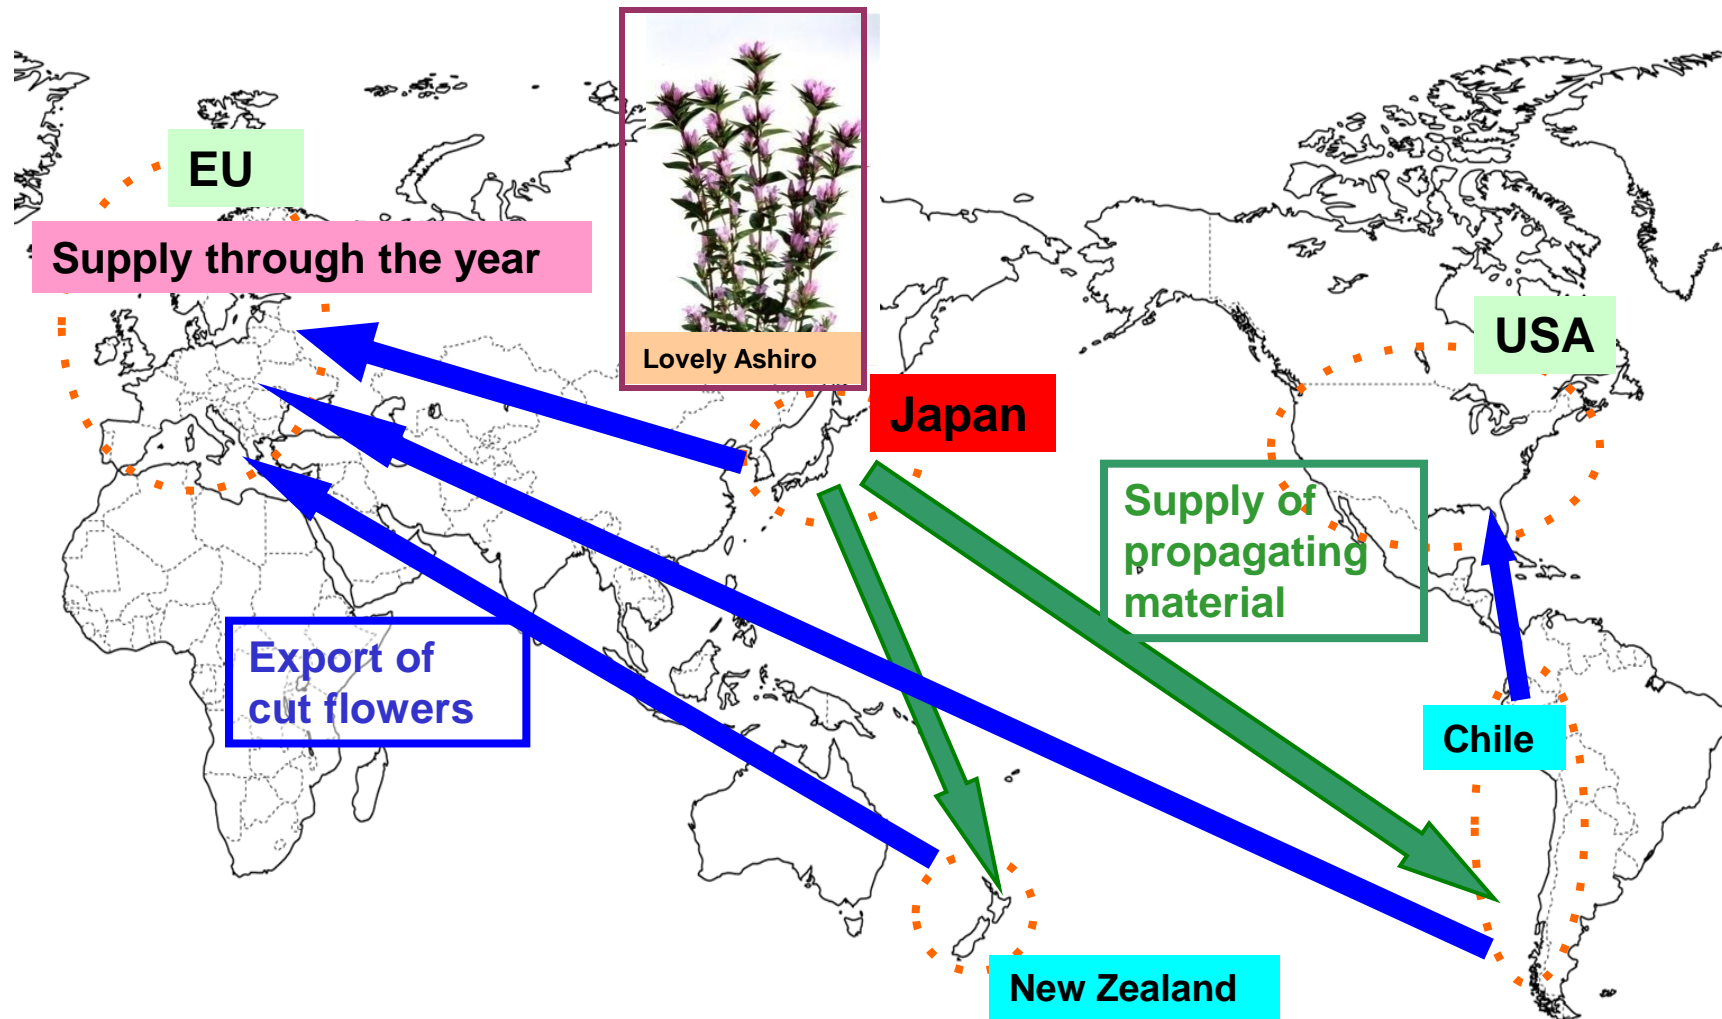 EU
Supply through the year
Lovely Ashiro
Japan
USA
Supply of
propagating
material
Export of
cut flowers
Chile
New Zealand